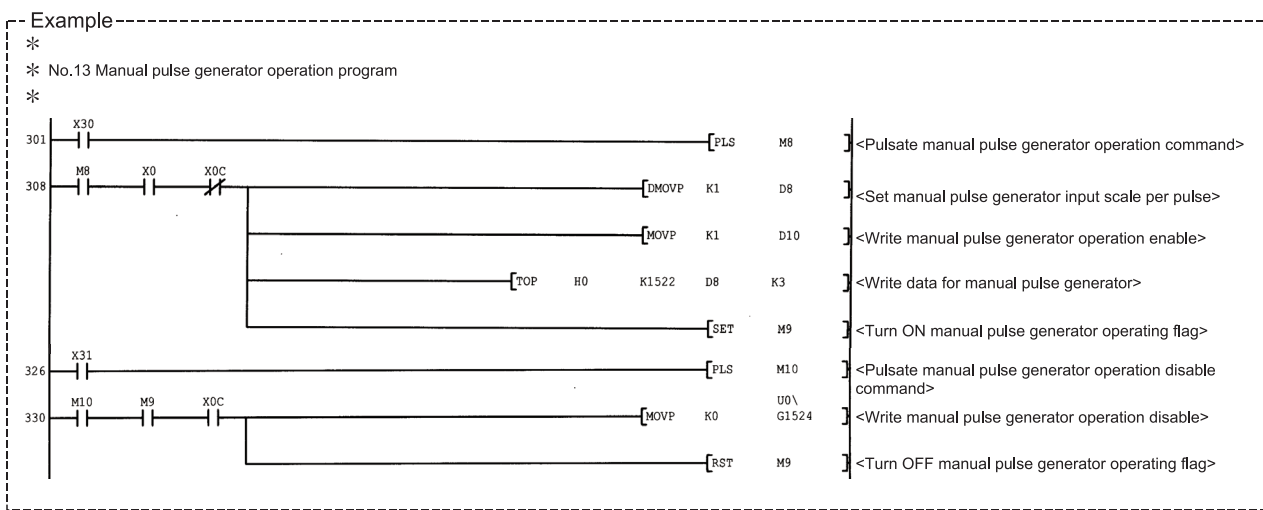 Example
*
* No.13 Manual pulse generator operation program
*
X30
301 [PLS M8 ] <Pulsate manual pulse generator operation command>
M8 X0 X0C
308 [DMOVP K1 D8 ] <Set manual pulse generator input scale per pulse>
[MOVP K1 D10 ] <Write manual pulse generator operation enable>
[TOP H0 K1522 D8 K3 ] <Write data for manual pulse generator>
[SET M9 ] <Turn ON manual pulse generator operating flag>
X31
326 [PLS M10 ] <Pulsate manual pulse generator operation disable
command>
M10 M9 X0C U0\
330 [MOVP K0 G1524 ] <Write manual pulse generator operation disable>
[RST M9 ] <Turn OFF manual pulse generator operating flag>